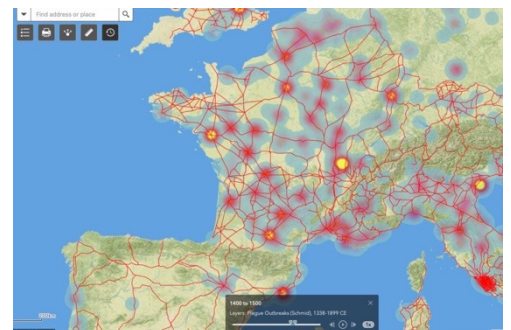 Find address or place
1400 to 1500
Layers: Plague Outbreaks (Schmid), 1338-1899 CE